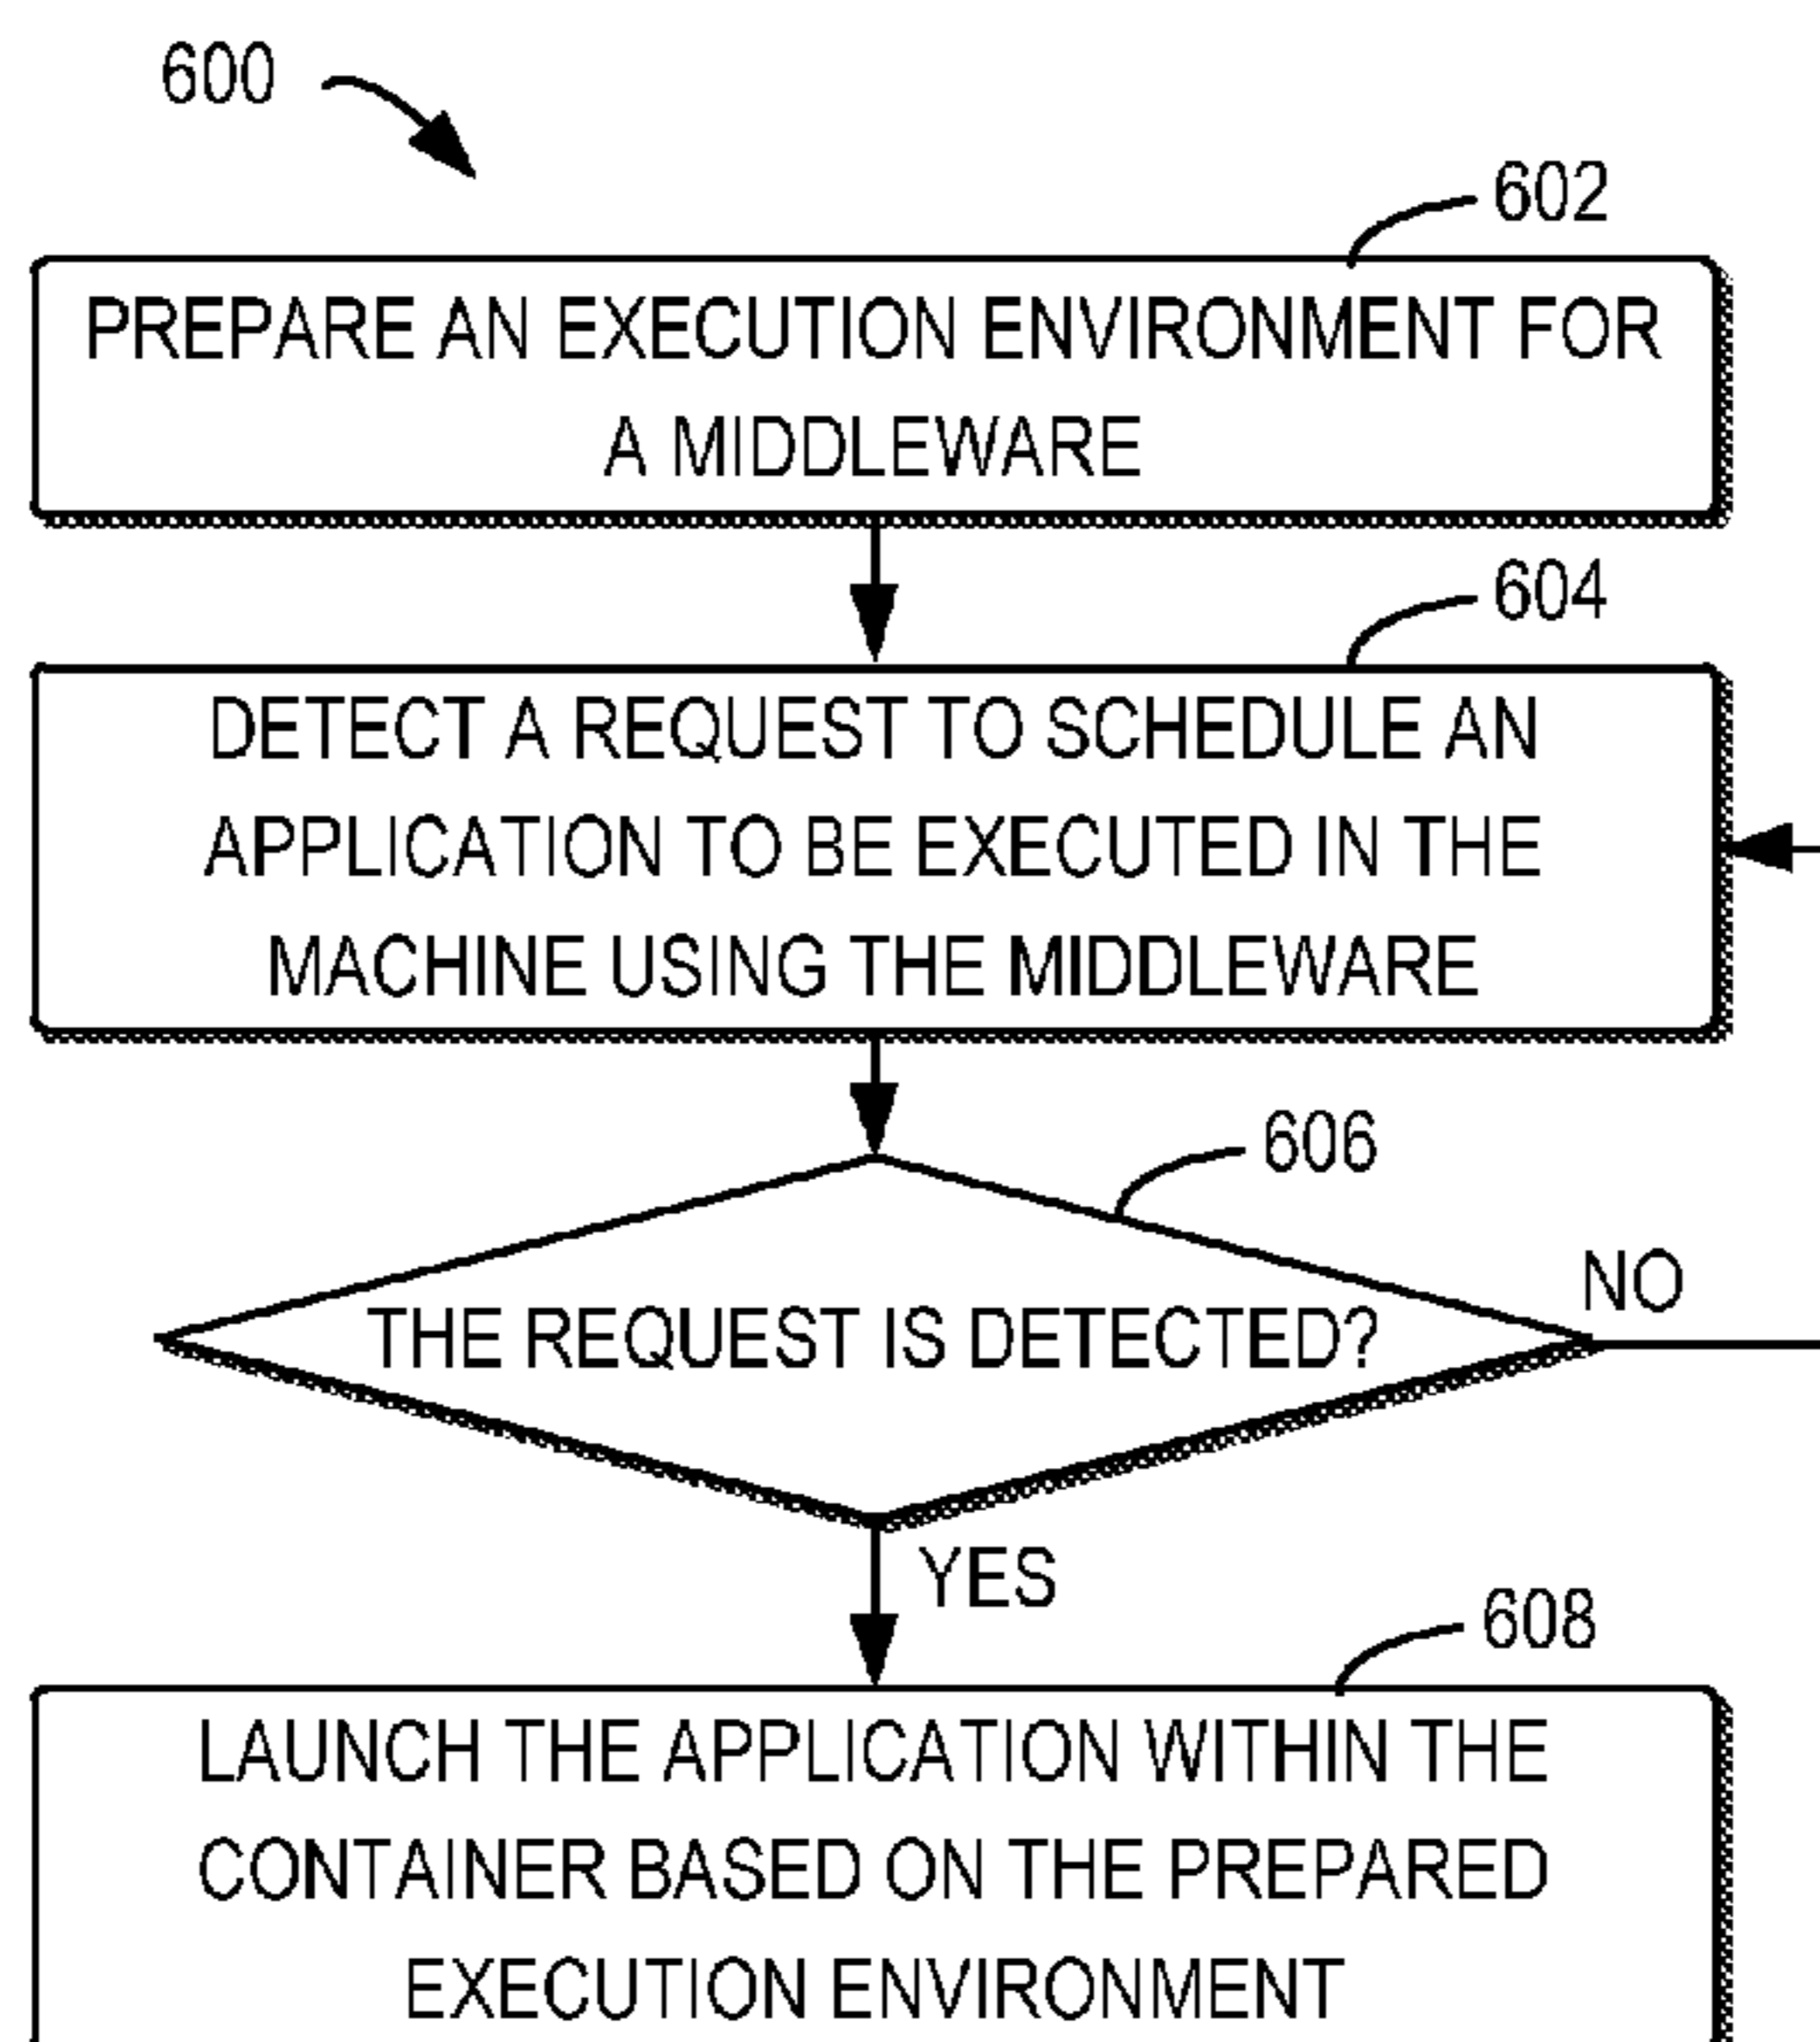 600
602
PREPARE AN EXECUTION ENVIRONMENT FOR
A MIDDLEWARE
604
DETECT A REQUEST TO SCHEDULE AN
APPLICATION TO BE EXECUTED IN THE
MACHINE USING THE MIDDLEWARE
606
NO
THE REQUEST IS DETECTED?
YES
608
LAUNCH THE APPLICATION WITHIN THE
CONTAINER BASED ON THE PREPARED
EXECUTION ENVIRONMENT